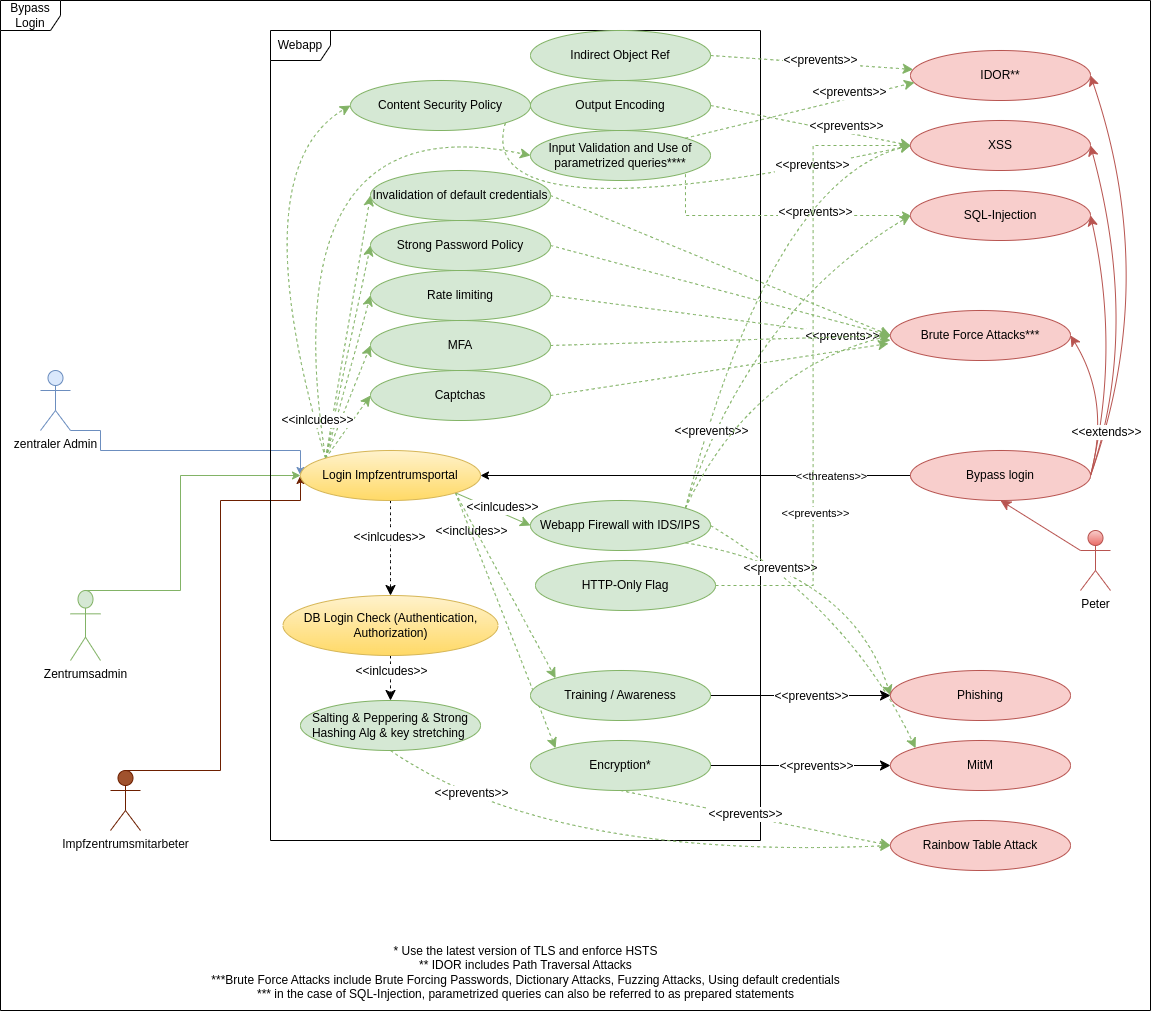 Bypass
Login
Webapp
Indirect Object Ref
<<prevents>>
IDOR**
Content Security Policy
Output Encoding
<<prevents>>
<<prevents>>
Input Validation and Use of
parametrized queries****
XSS
<<prevents>>
Invalidation of default credentials
<<prevents>>
SQL-Injection
Strong Password Policy
Rate limiting
MFA
<<prevents>>
Brute Force Attacks***
Captchas
<<inlcudes>>
<<prevents>>
<<extends>>
zentraler Admin
Login Impfzentrumsportal
<<threatens>>
Bypass login
<<inlcudes>>
<<prevents>>
Webapp Firewall with IDS/IPS
<<includes>>
<<inlcudes>>
<<prevents>>
HTTP-Only Flag
Peter
DB Login Check (Authentication,
Authorization)
Zentrumsadmin
<<inlcudes>>
Training / Awareness
<<prevents>>
Phishing
Salting & Peppering & Strong
Hashing Alg & key stretching
Encryption*
<<prevents>>
MitM
<<prevents>>
<<prevents>>
Impfzentrumsmitarbeter
Rainbow Table Attack
* Use the latest version of TLS and enforce HSTS
** IDOR includes Path Traversal Attacks
***Brute Force Attacks include Brute Forcing Passwords, Dictionary Attacks, Fuzzing Attacks, Using default credentials
*** in the case of SQL-Injection, parametrized queries can also be referred to as prepared statements